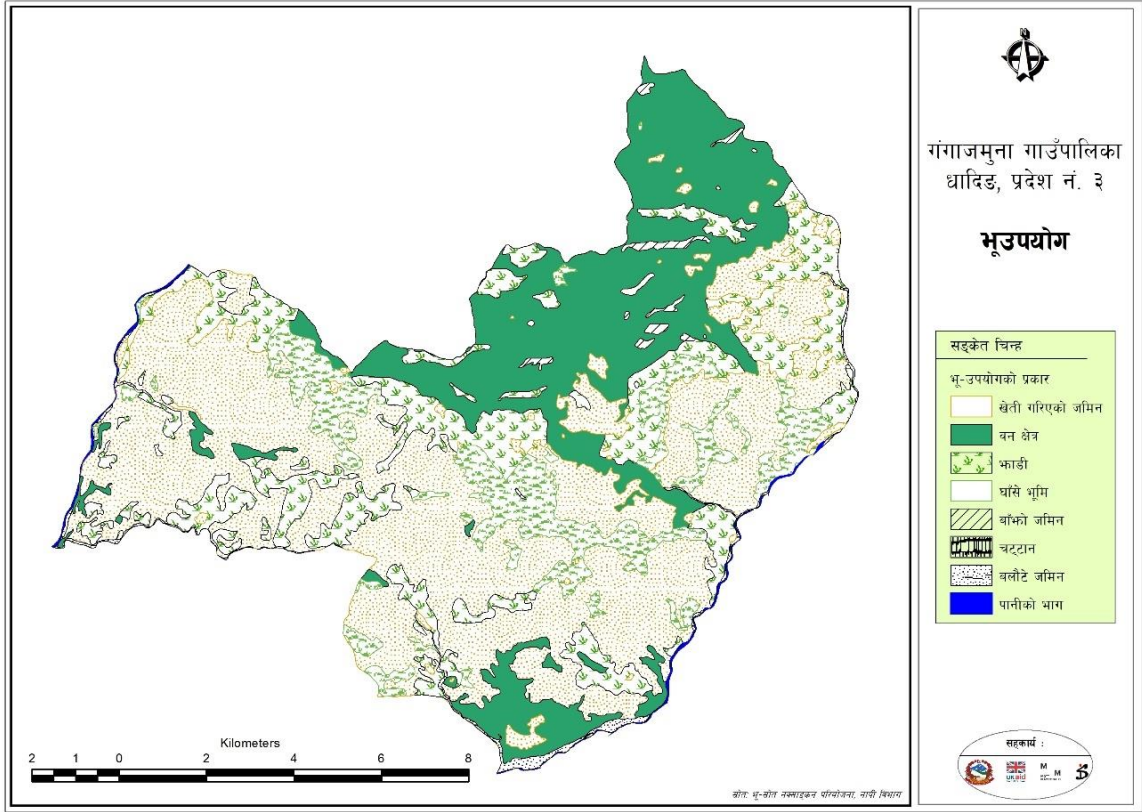 गंगाजमुना गाउँपालिका
धादिङ, प्रदेश नं. ३
भूउपयोग
सङ्केत चिन्ह
भू-उपयोगको प्रकार
खेती गरिएको जमिन
वन क्षेत्र
झाडी
घाँसे भूमि
बाँझो जमिन
चट्टान
बलौटे जमिन
पानीको भाग
Kilometers
2 1 0 2 4 6 8
स्रोतः भू-स्रोत नक्साङ्कन परियोजना, नापी विभाग
सहकार्य :
UKaid
M
M